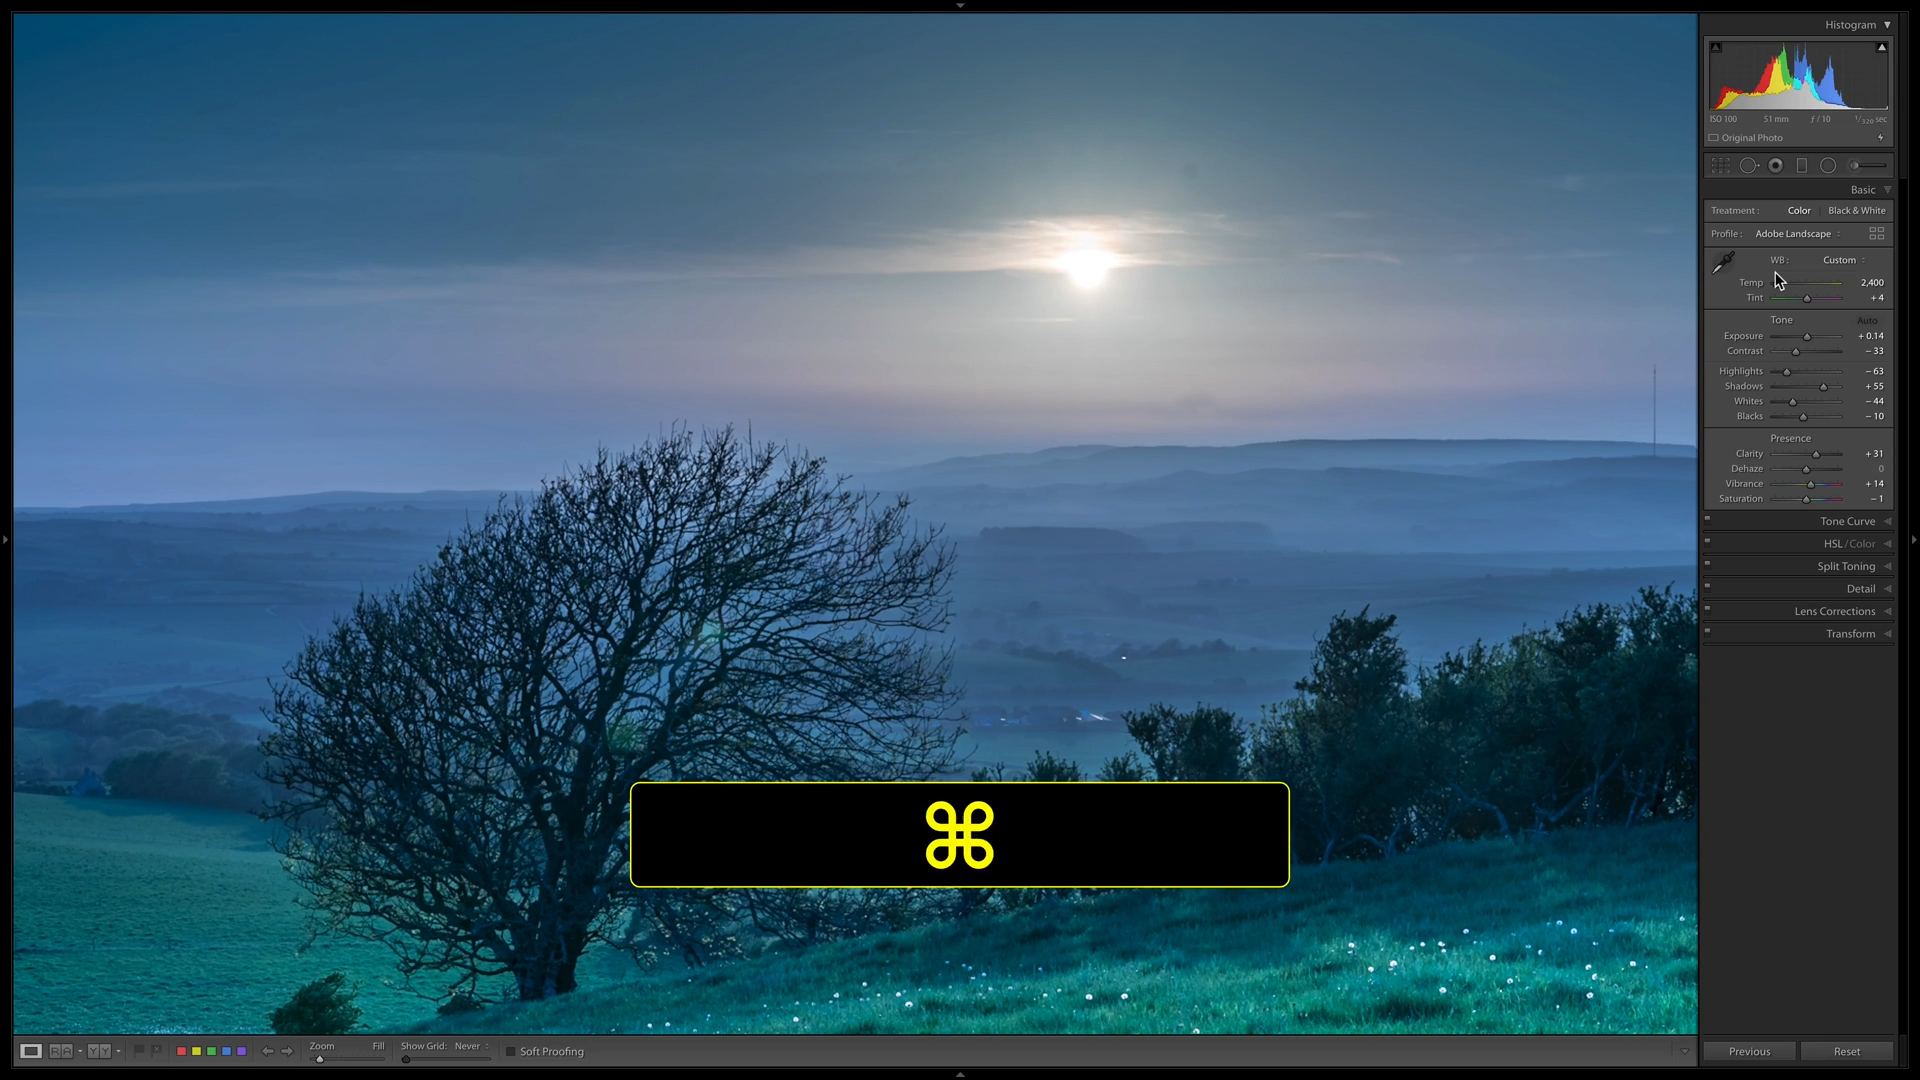 Histogram
ISO 100 51 mm ƒ / 10 1/320 sec
Original Photo
Basic
Treatment : Color Black & White
Profile : Adobe Landscape
WB : Custom
Temp 2,400
Tint + 4
Tone Auto
Exposure + 0.14
Contrast − 33
Highlights − 63
Shadows + 55
Whites − 44
Blacks − 10
Presence
Clarity + 31
Dehaze 0
Vibrance + 14
Saturation − 1
Tone Curve
HSL / Color
Split Toning
Detail
Lens Corrections
Transform
⌘
R A Y Y Zoom Fill Show Grid: Never Soft Proofing Previous Reset